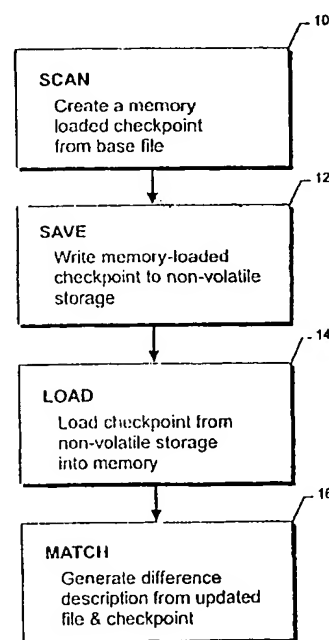 10
SCAN
Create a memory
loaded checkpoint
from base file
12
SAVE
Write memory-loaded
checkpoint to non-volatile
storage
14
LOAD
Load checkpoint from
non-volatile storage
into memory
16
MATCH
Generate difference
description from updated
file & checkpoint